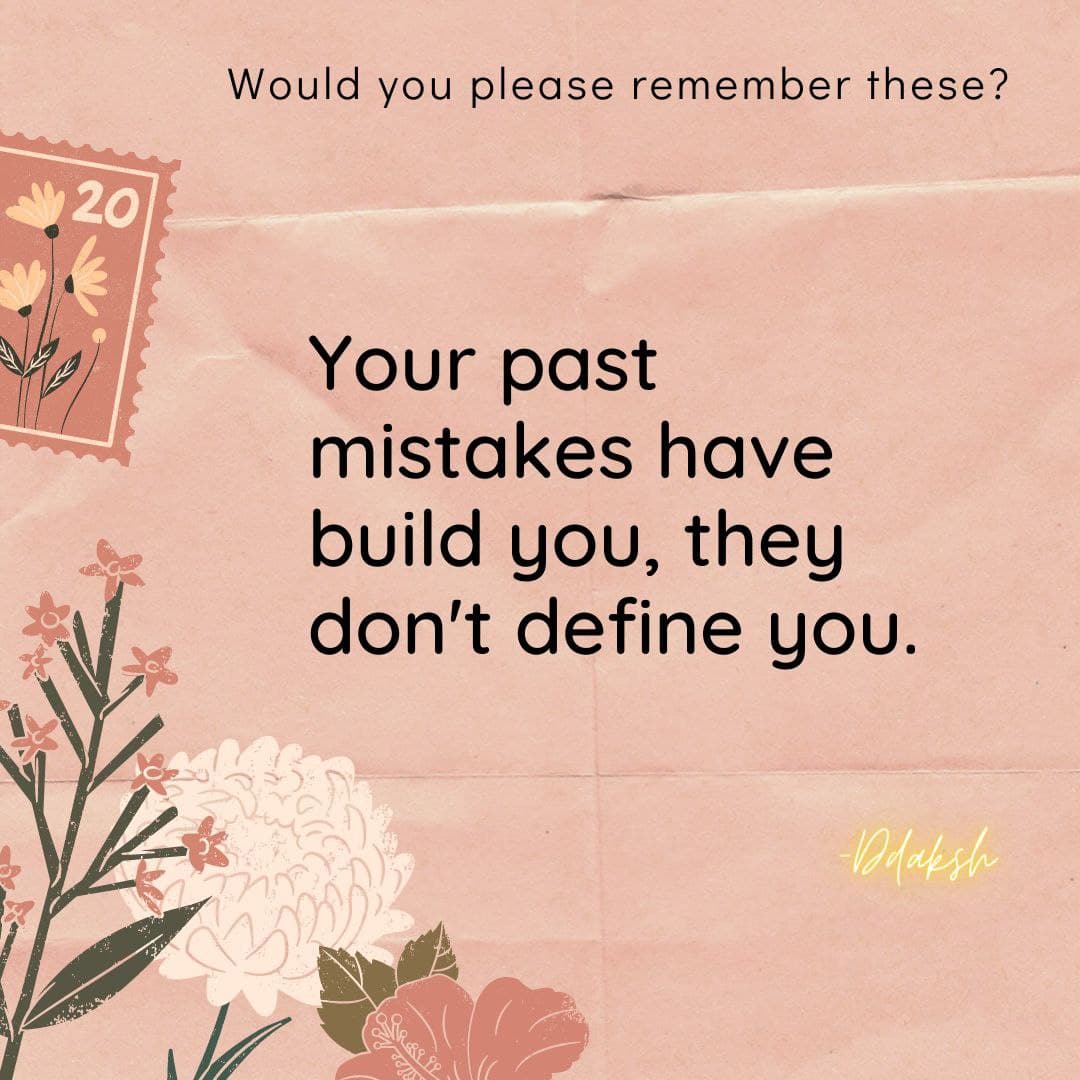 Would you please remember these?
20
Your past
mistakes have
build you, they
don't define you.
-Ddaksh